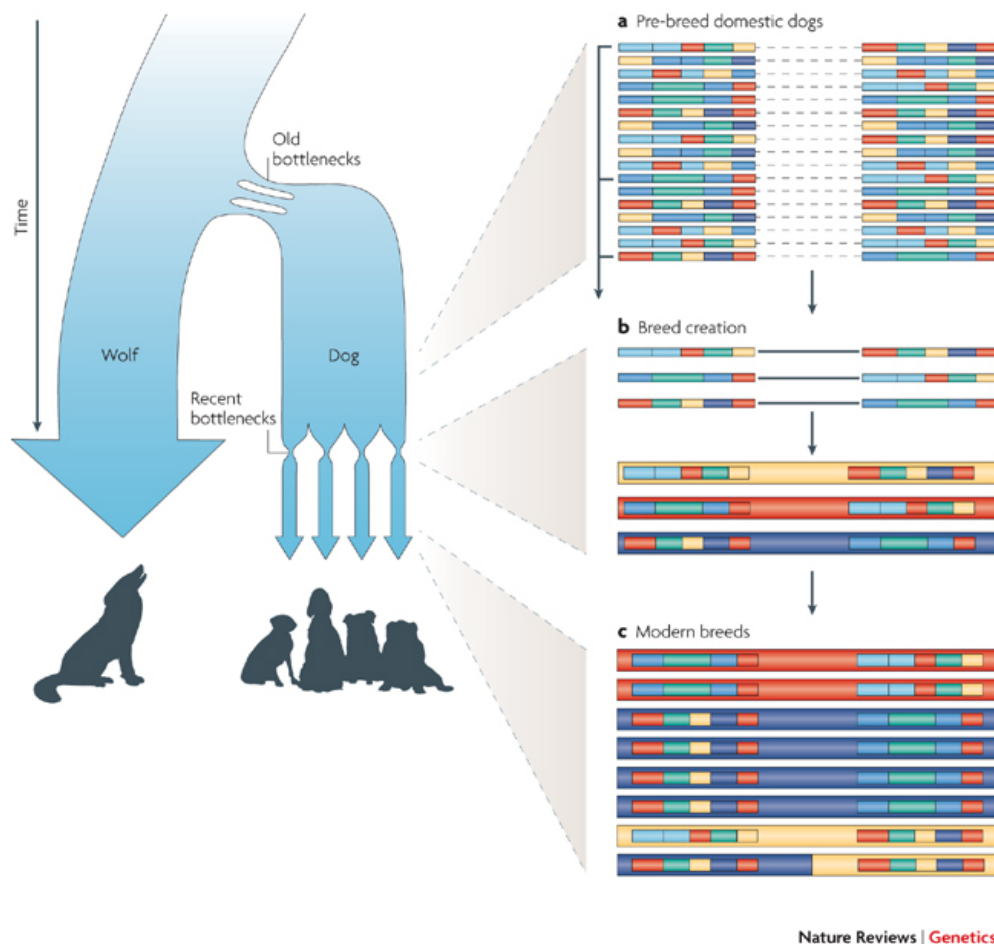 a Pre-breed domestic dogs
Old
bottlenecks
Time
Wolf
Dog
b Breed creation
Recent
bottlenecks
c Modern breeds
Nature Reviews | Genetics